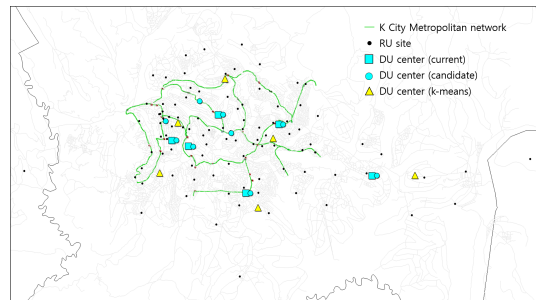 K City Metropolitan network
RU site
DU center (current)
DU center (candidate)
DU center (k-means)